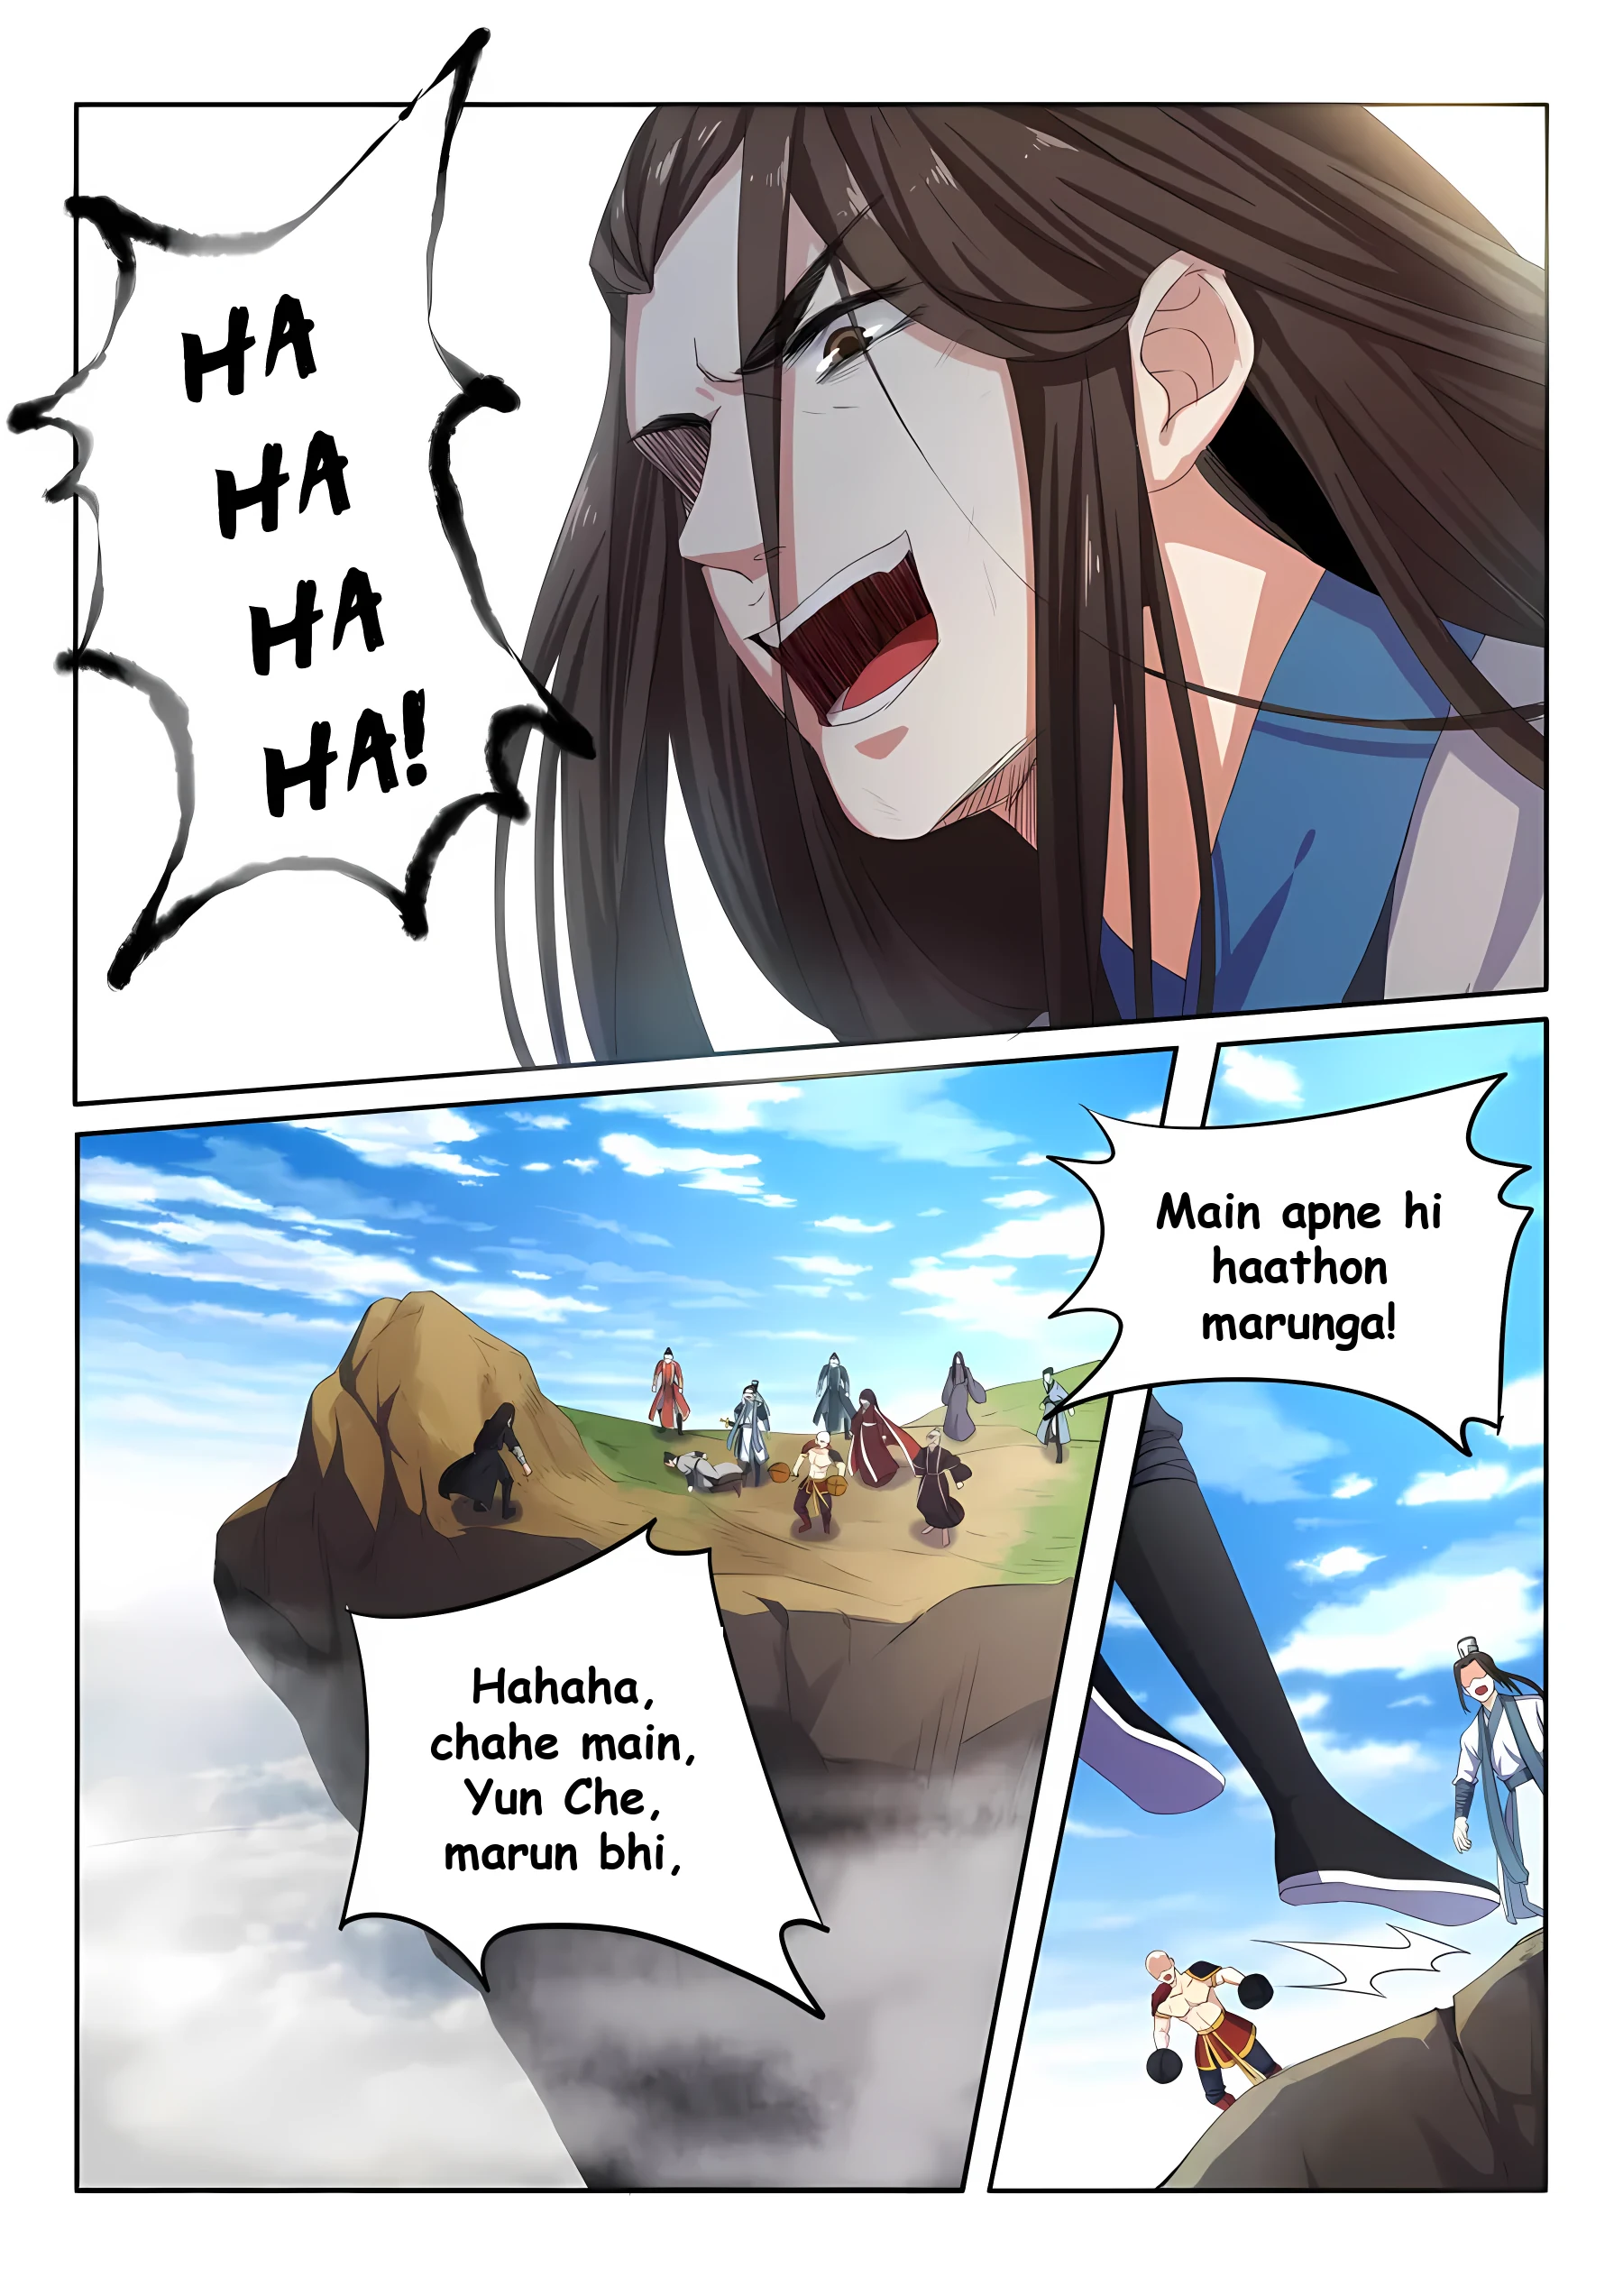 HA
HA
HA
HA!
Hahaha,
chahe main,
Yun Che,
marun bhi,
Main apne hi
haathon
marunga!